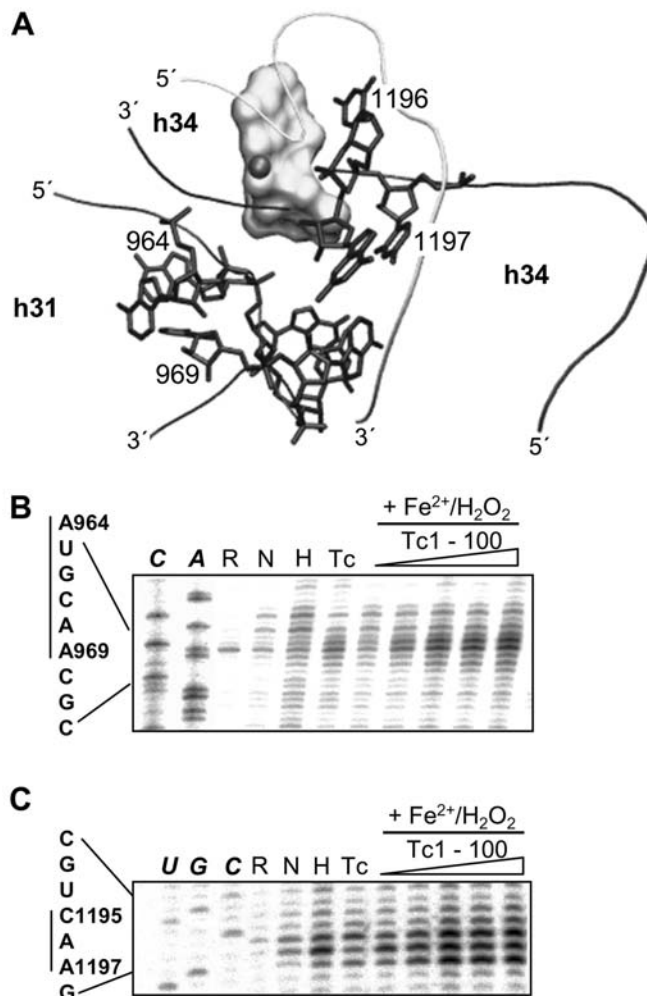 A
5´
1196
3´
h34
5´
964
1197
h34
h31
969
3´
3´
5´
B
A964
U
G
C
A
A969
C
G
C
+ Fe²⁺/H₂O₂
Tc1 - 100
C A R N H Tc
C
C
G
U
C1195
A
A1197
G
+ Fe²⁺/H₂O₂
Tc1 - 100
U G C R N H Tc